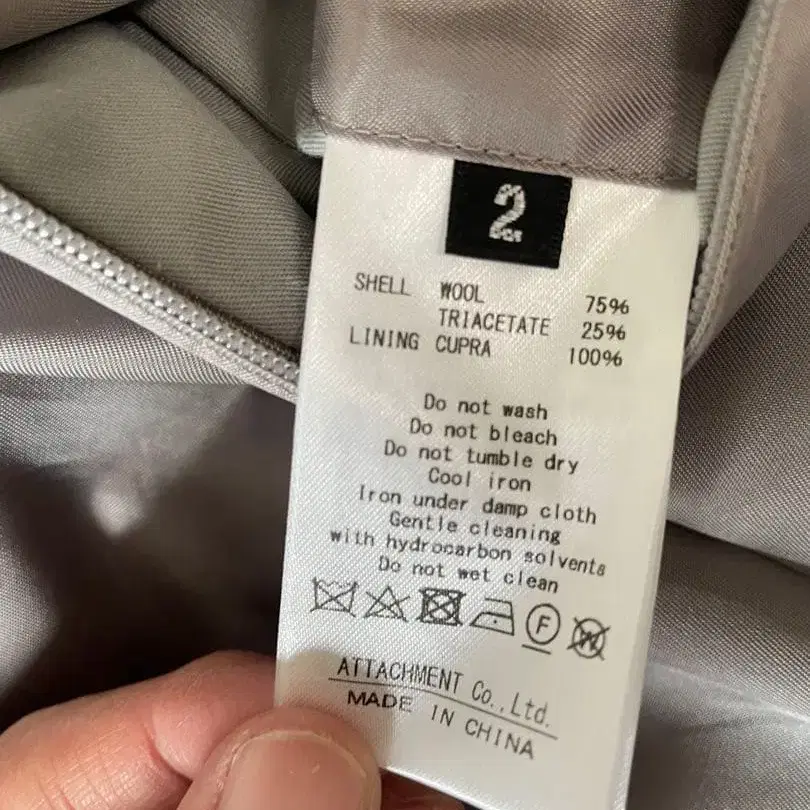 2
SHELL WOOL 75%
TRIACETATE 25%
LINING CUPRA 100%
Do not wash
Do not bleach
Do not tumble dry
Cool iron
Iron under damp cloth
Gentle cleaning
with hydrocarbon solvents
Do not wet clean
F W
ATTACHMENT Co.,Ltd.
MADE IN CHINA